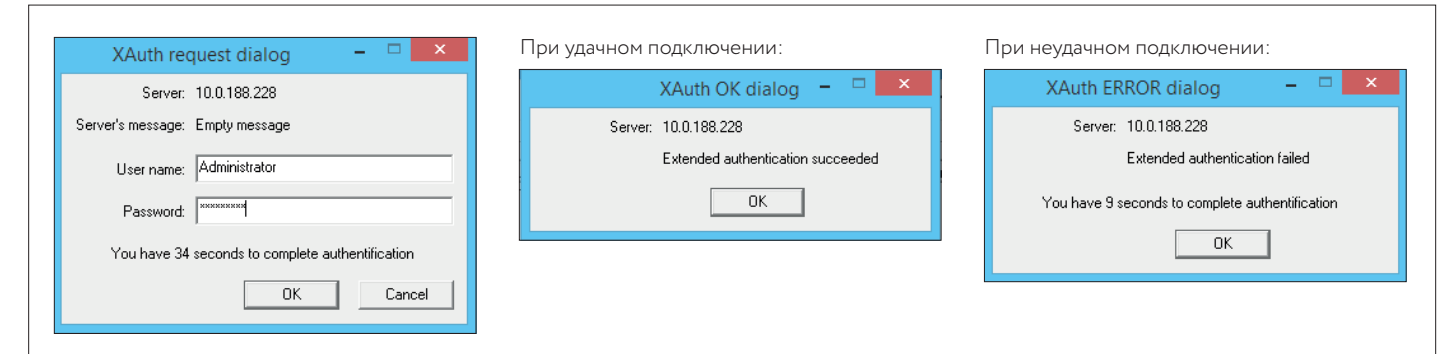 XAuth request dialog
Server: 10.0.188.228
Server's message: Empty message
User name: Administrator
Password: *********
You have 34 seconds to complete authentification
OK Cancel
При удачном подключении:
XAuth OK dialog
Server: 10.0.188.228
Extended authentication succeeded
OK
При неудачном подключении:
XAuth ERROR dialog
Server: 10.0.188.228
Extended authentication failed
You have 9 seconds to complete authentification
OK